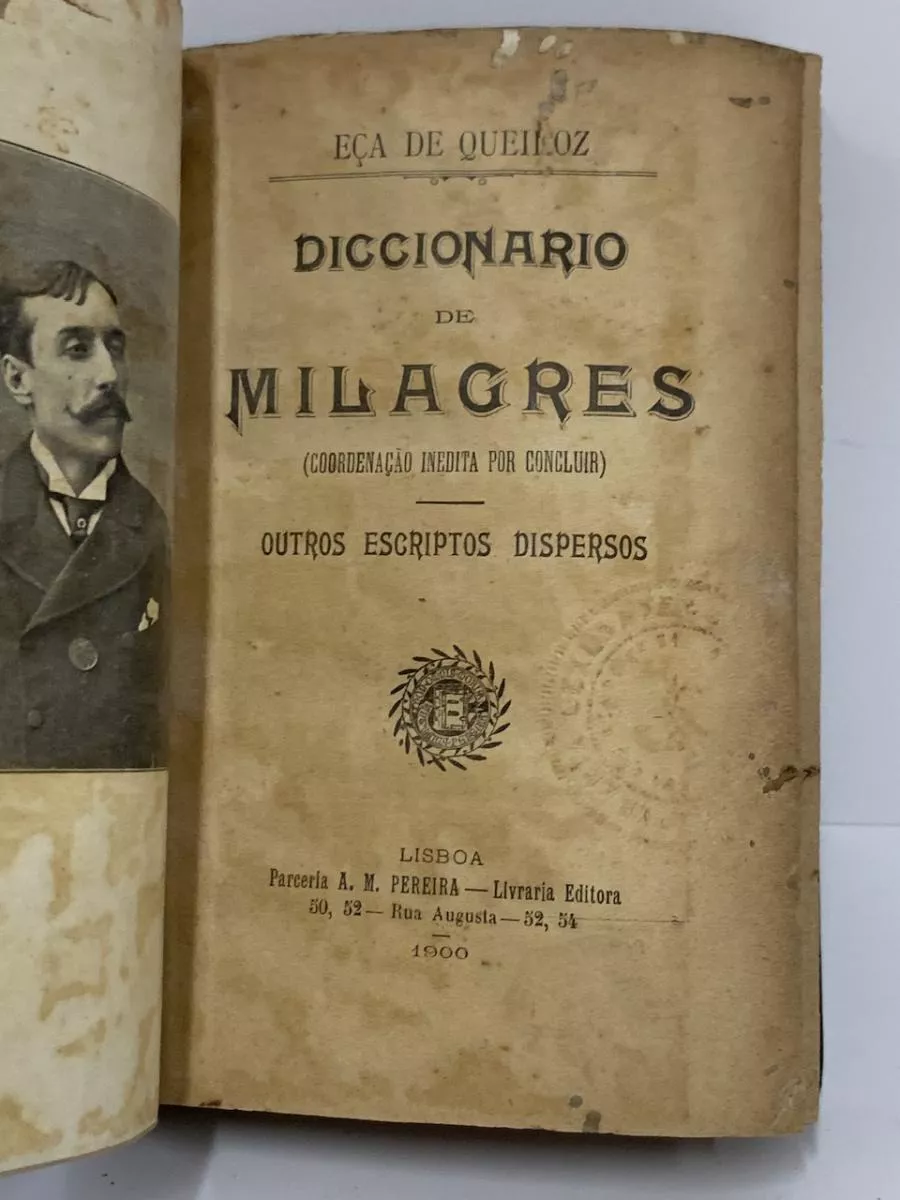 EÇA DE QUEIROZ
DICCIONARIO
DE
MILAGRES
(COORDENAÇÃO INEDITA POR CONCLUIR)
OUTROS ESCRIPTOS DISPERSOS
E
LISBOA
Parceria A. M. PEREIRA — Livraria Editora
50, 52 — Rua Augusta — 52, 54
1900